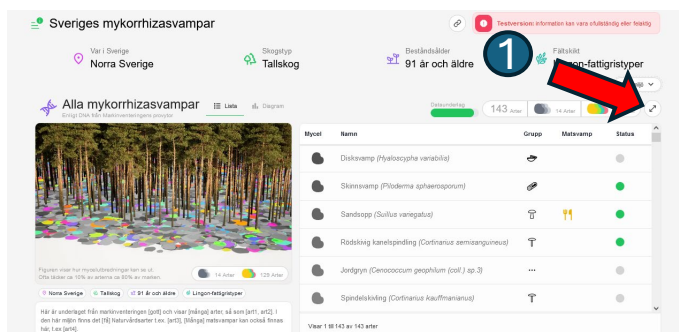 Sveriges mykorrhizasvampar
Testversion: information kan vara ofullständig eller felaktig
Var i Sverige
Norra Sverige
Skogstyp
Tallskog
Beståndsålder
91 år och äldre
1
Fältskikt
Lingon-fattigristyper
Alla mykorrhizasvampar
Enligt DNA från Markinventeringens provytor
Lista
Diagram
Dataunderlag
143 Arter
14 Arter
Mycel Namn Grupp Matsvamp Status
Disksvamp (Hyaloscypha variabilis)
Skinnsvamp (Piloderma sphaerosporum)
Sandsopp (Suillus variegatus)
Rödskivig kanelspindling (Cortinarius semisanguineus)
Jordgryn (Cenococcum geophilum (coll.) sp.3)
Spindelskivling (Cortinarius kauffmanianus)
Visar 1 till 143 av 143 arter
Figuren visar hur mycelutbredningen kan se ut.
Ofta täcker ca 10% av arterna ca 90% av marken.
14 Arter
129 Arter
Norra Sverige
Tallskog
91 år och äldre
Lingon-fattigristyper
Här är underlaget från markinventeringen [gott] och visar [många] arter, så som [art1, art2]. I
den här miljön finns det [få] Naturvårdsarter t.ex. [art3], [Många] matsvampar kan också finnas
här, t.ex [art4].